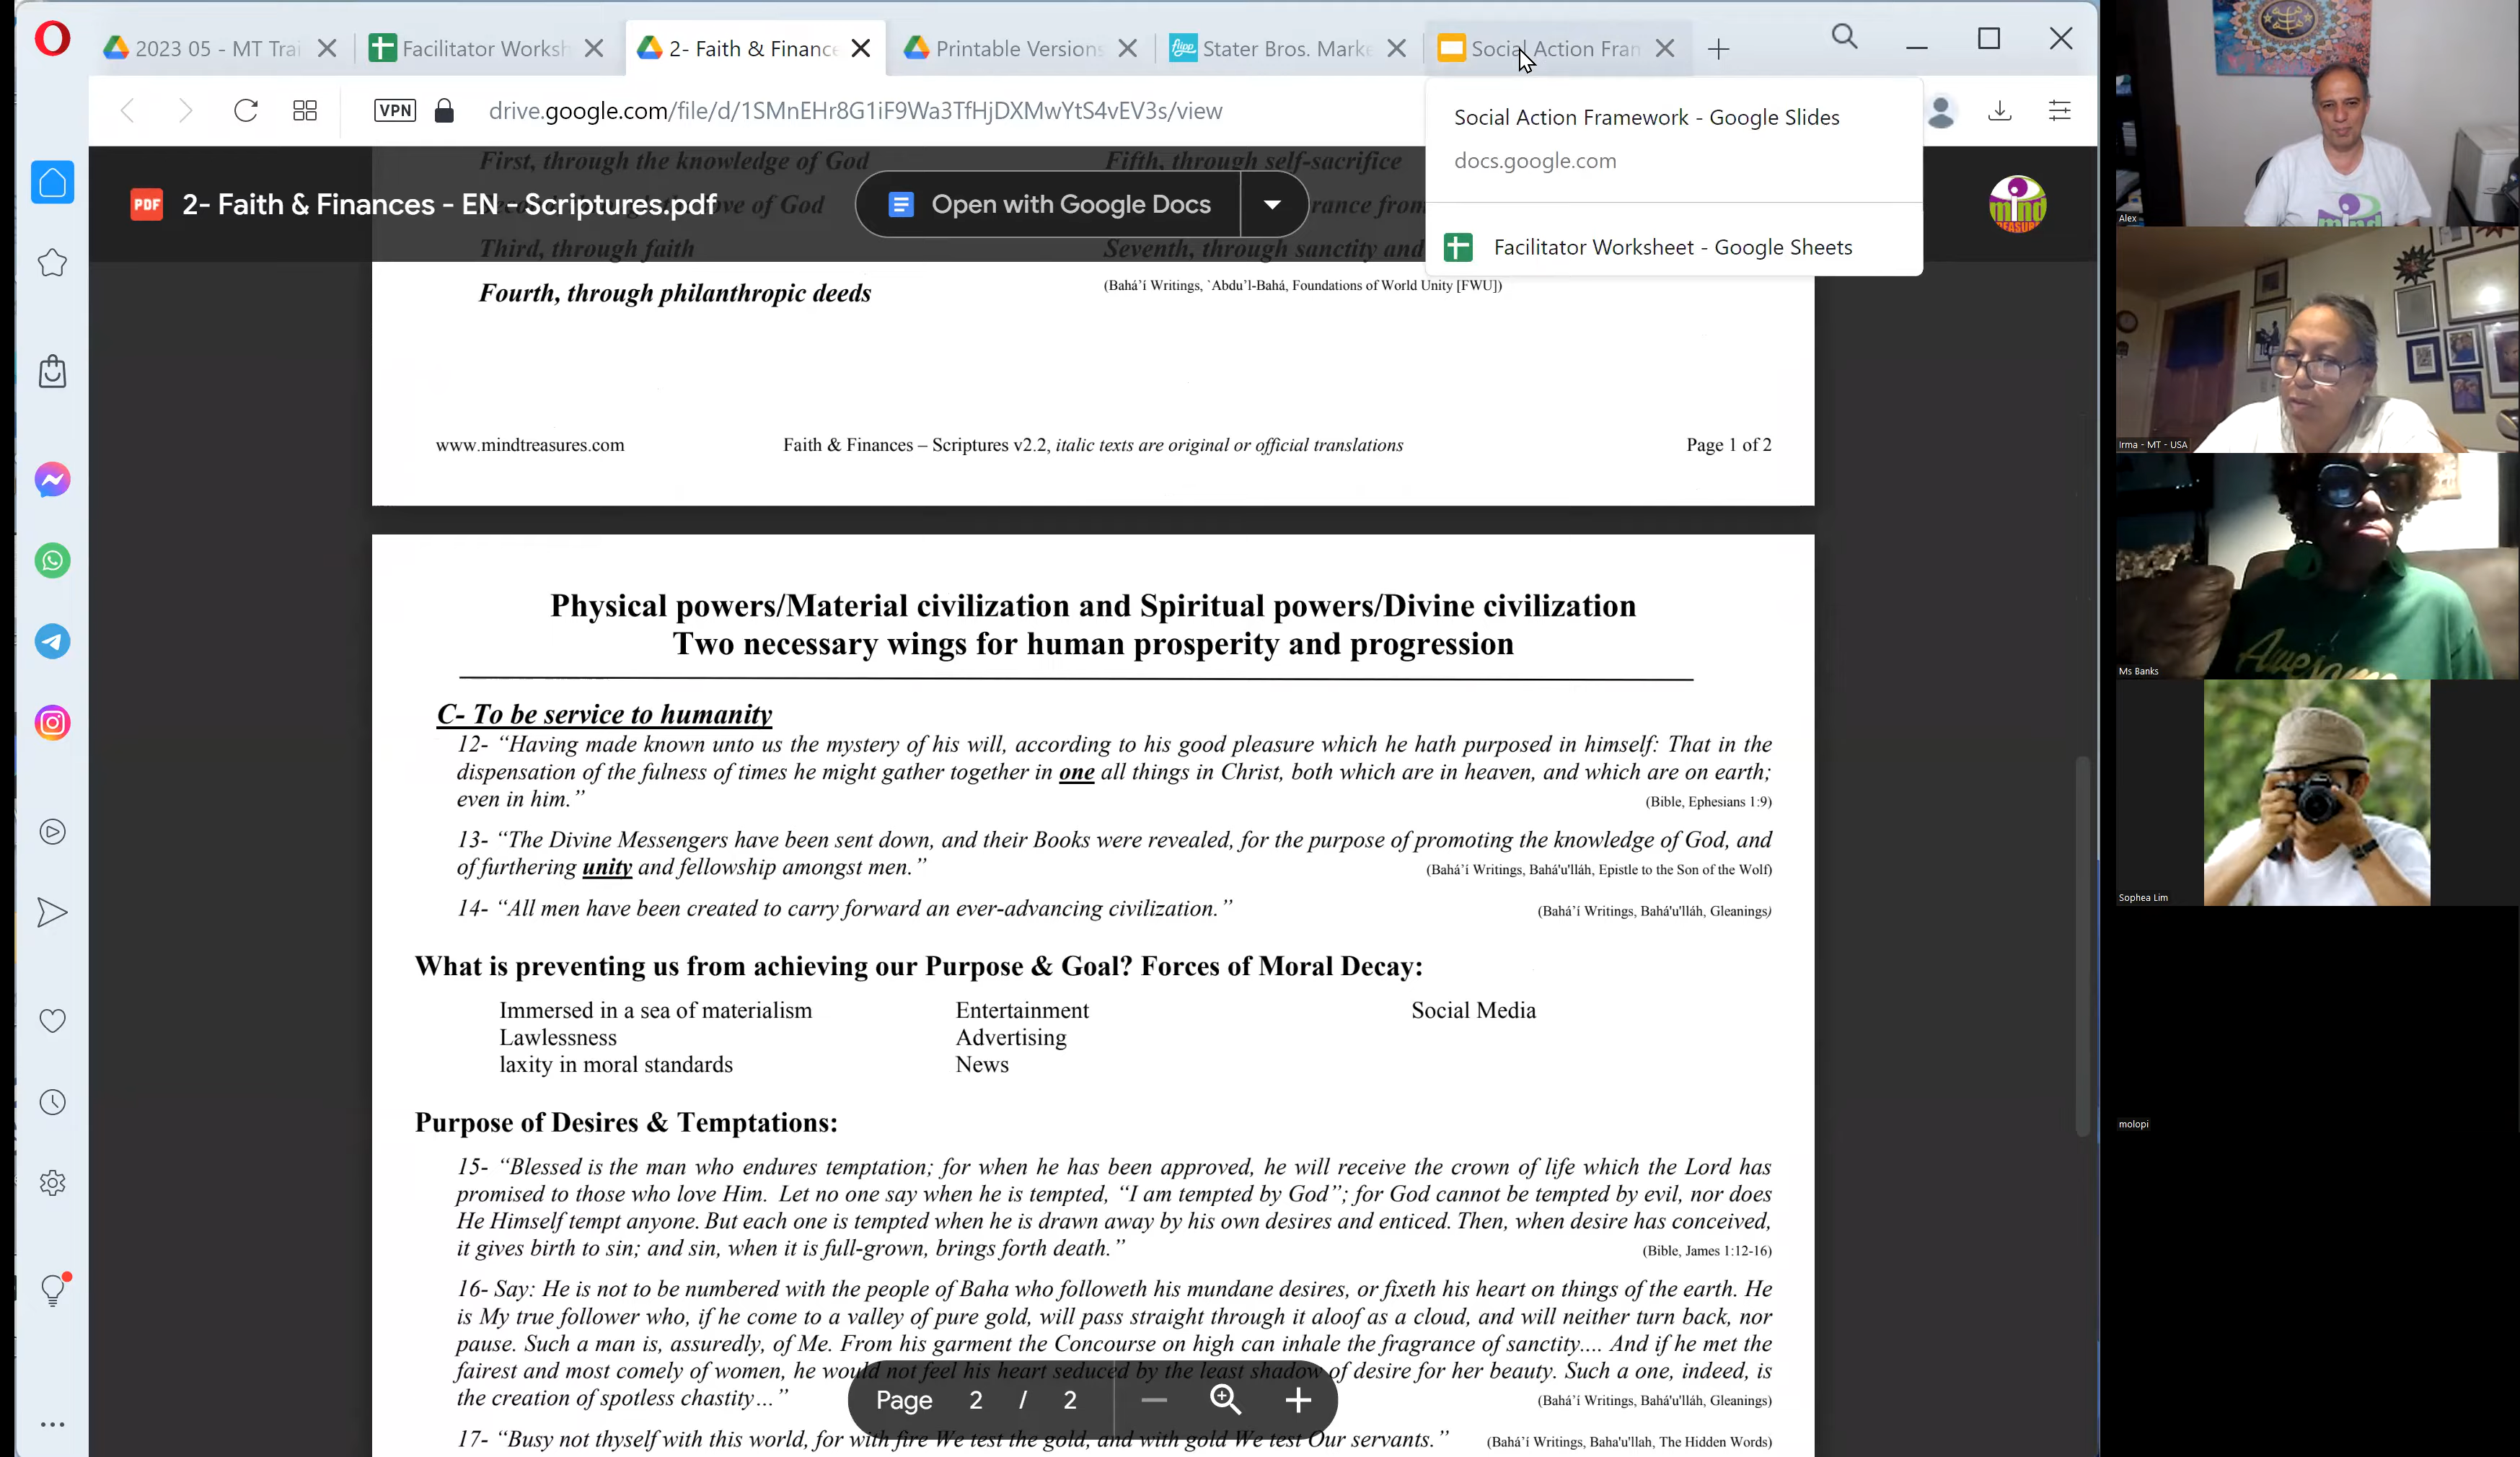 2023 05 - MT Trai
Facilitator Worksh
2- Faith & Finance
Printable Versions
flipp
Stater Bros. Marke
Social Action Fram
VPN
drive.google.com/file/d/1SMnEHr8G1iF9Wa3TfHjDXMwYtS4vEV3s/view
Social Action Framework - Google Slides
docs.google.com
Facilitator Worksheet - Google Sheets
First, through the knowledge of God
Fifth, through self-sacrifice
PDF
2- Faith & Finances - EN - Scriptures.pdf
ve of God
Open with Google Docs
rance from
mind
TREASURES
Third, through faith
Seventh, through sanctity and
Fourth, through philanthropic deeds
(Bahá’í Writings, `Abdu’l-Bahá, Foundations of World Unity [FWU])
www.mindtreasures.com
Faith & Finances – Scriptures v2.2, italic texts are original or official translations
Page 1 of 2
Physical powers/Material civilization and Spiritual powers/Divine civilization
Two necessary wings for human prosperity and progression
C- To be service to humanity
12- “Having made known unto us the mystery of his will, according to his good pleasure which he hath purposed in himself: That in the
dispensation of the fulness of times he might gather together in one all things in Christ, both which are in heaven, and which are on earth;
even in him.”
(Bible, Ephesians 1:9)
13- “The Divine Messengers have been sent down, and their Books were revealed, for the purpose of promoting the knowledge of God, and
of furthering unity and fellowship amongst men.”
(Bahá’í Writings, Bahá'u'lláh, Epistle to the Son of the Wolf)
14- “All men have been created to carry forward an ever-advancing civilization.”
(Bahá’í Writings, Bahá'u'lláh, Gleanings)
What is preventing us from achieving our Purpose & Goal? Forces of Moral Decay:
Immersed in a sea of materialism
Entertainment
Social Media
Lawlessness
Advertising
laxity in moral standards
News
Purpose of Desires & Temptations:
15- “Blessed is the man who endures temptation; for when he has been approved, he will receive the crown of life which the Lord has
promised to those who love Him. Let no one say when he is tempted, “I am tempted by God”; for God cannot be tempted by evil, nor does
He Himself tempt anyone. But each one is tempted when he is drawn away by his own desires and enticed. Then, when desire has conceived,
it gives birth to sin; and sin, when it is full-grown, brings forth death.”
(Bible, James 1:12-16)
16- Say: He is not to be numbered with the people of Baha who followeth his mundane desires, or fixeth his heart on things of the earth. He
is My true follower who, if he come to a valley of pure gold, will pass straight through it aloof as a cloud, and will neither turn back, nor
pause. Such a man is, assuredly, of Me. From his garment the Concourse on high can inhale the fragrance of sanctity.... And if he met the
fairest and most comely of women, he would not feel his heart seduced by the least shadow of desire for her beauty. Such a one, indeed, is
the creation of spotless chastity…”
(Bahá’í Writings, Bahá'u'lláh, Gleanings)
Page 2 / 2
17- “Busy not thyself with this world, for with fire We test the gold, and with gold We test Our servants.”
(Bahá’í Writings, Baha'u'llah, The Hidden Words)
Alex
mind
Irma - MT - USA
Awesome
Ms Banks
Sophea Lim
molopi